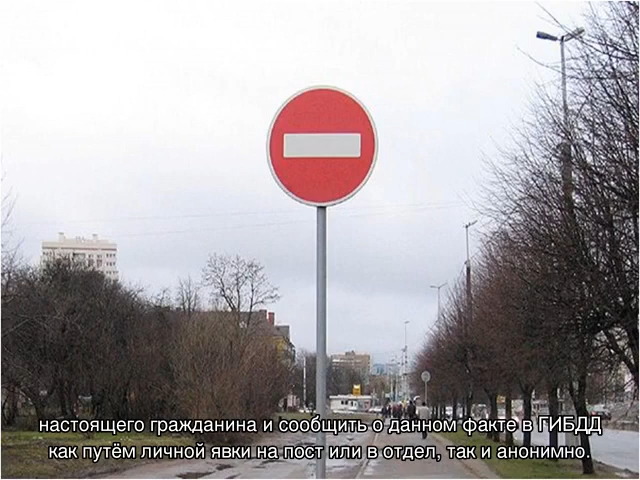 настоящего гражданина и сообщить о данном факте в ГИБДД
как путём личной явки на пост или в отдел, так и анонимно.